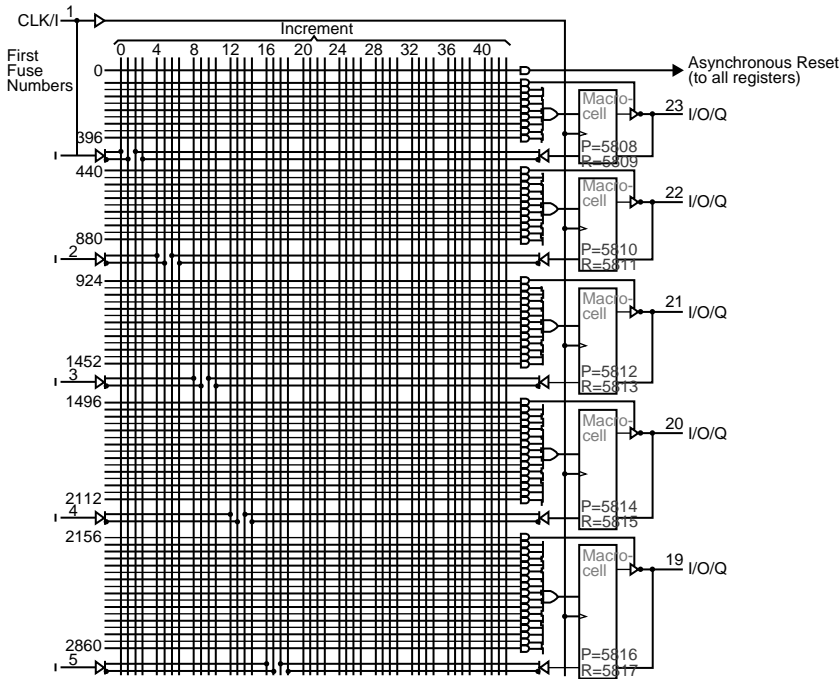 CLK/I 1
Increment
First
Fuse
Numbers
0 4 8 12 16 20 24 28 32 36 40
0
Asynchronous Reset
(to all registers)
Macro-
cell
23 I/O/Q
396
P=5808
R=5809
I
440
Macro-
cell
22 I/O/Q
880
P=5810
R=5811
I 2
924
Macro-
cell
21 I/O/Q
1452
P=5812
R=5813
I 3
1496
Macro-
cell
20 I/O/Q
2112
P=5814
R=5815
I 4
2156
Macro-
cell
19 I/O/Q
2860
P=5816
R=5817
I 5